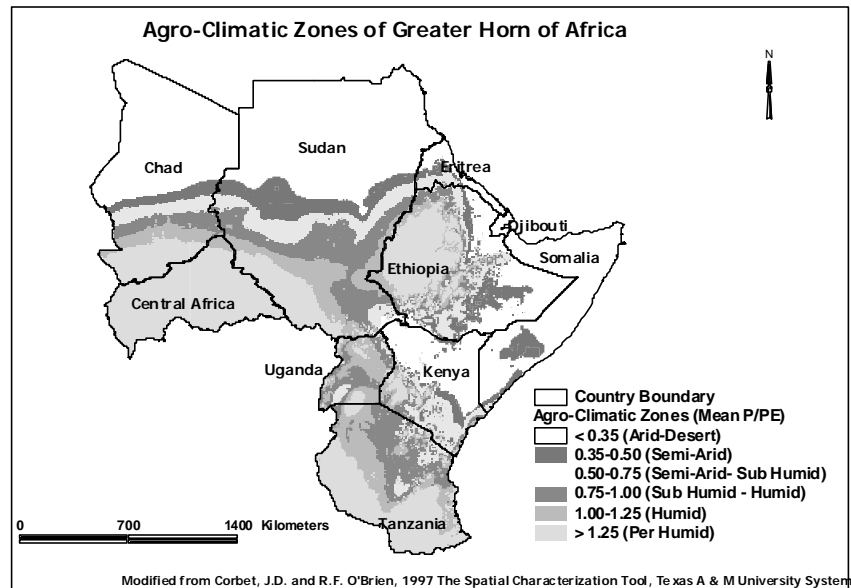 Agro-Climatic Zones of Greater Horn of Africa
N
Sudan
Chad
Eritrea
Djibouti
Somalia
Ethiopia
Central Africa
Uganda
Kenya
Tanzania
Country Boundary
Agro-Climatic Zones (Mean P/PE)
< 0.35 (Arid-Desert)
0.35-0.50 (Semi-Arid)
0.50-0.75 (Semi-Arid- Sub Humid)
0.75-1.00 (Sub Humid - Humid)
1.00-1.25 (Humid)
> 1.25 (Per Humid)
0 700 1400 Kilometers
Modified from Corbet, J.D. and R.F. O'Brien, 1997 The Spatial Characterization Tool, Texas A & M University System